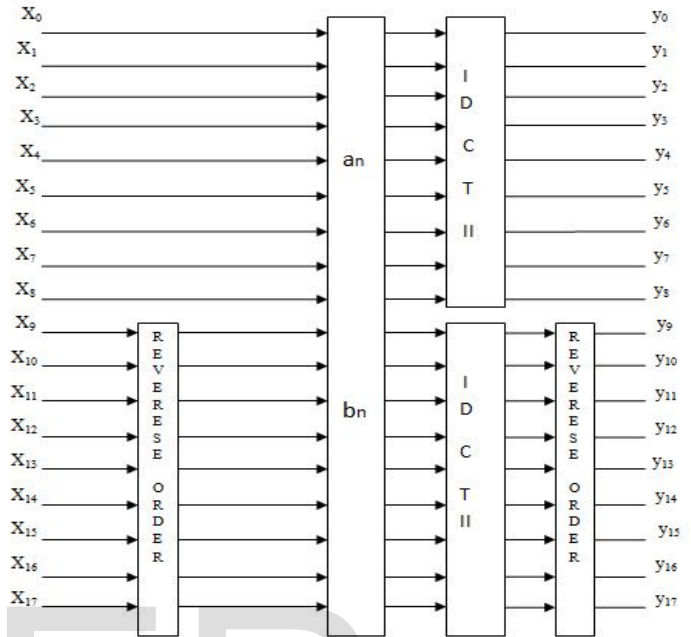 X₀ y₀
X₁ y₁
X₂ y₂
X₃ y₃
X₄ y₄
X₅ y₅
X₆ y₆
X₇ y₇
X₈ y₈
X₉ y₉
X₁₀ y₁₀
X₁₁ y₁₁
X₁₂ y₁₂
X₁₃ y₁₃
X₁₄ y₁₄
X₁₅ y₁₅
X₁₆ y₁₆
X₁₇ y₁₇
REVERESE ORDER
aₙ
bₙ
ID C T II
ID C T II
REVERESE ORDER